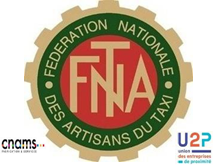 FEDERATION NATIONALE
FNTA
DES ARTISANS DU TAXI
cnams
U2P
union
des entreprises
de proximité